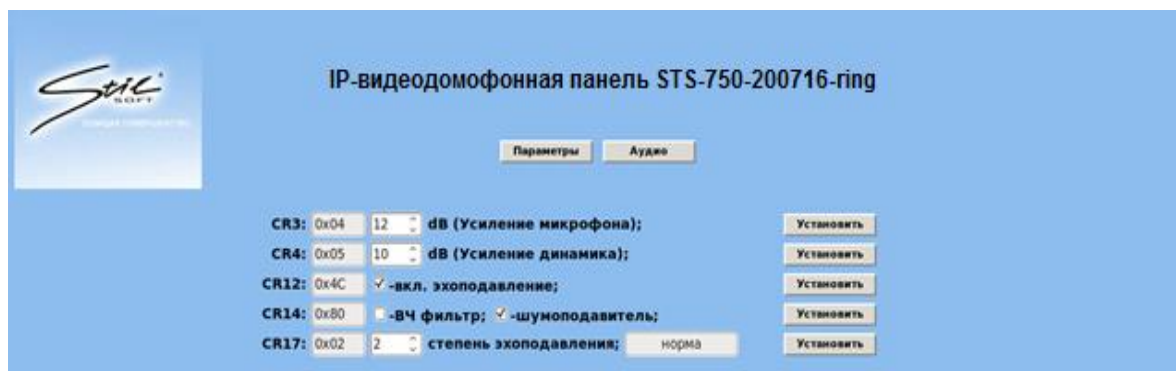 Stil
SOFT
IP-видеодомофонная панель STS-750-200716-ring
Параметры Аудио
CR3: 0x04 12 dB (Усиление микрофона); Установить
CR4: 0x05 10 dB (Усиление динамика); Установить
CR12: 0x4C -вкл. эхоподавление; Установить
CR14: 0x80 -ВЧ фильтр; -шумоподавитель; Установить
CR17: 0x02 2 степень эхоподавления; норма Установить